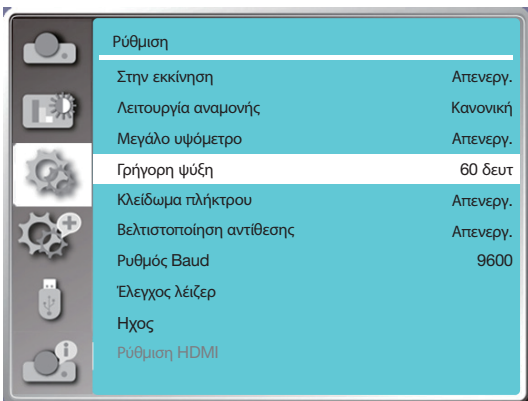 Ρύθμιση
Στην εκκίνηση Απενεργ.
Λειτουργία αναμονής Κανονική
Μεγάλο υψόμετρο Απενεργ.
Γρήγορη ψύξη 60 δευτ
Κλείδωμα πλήκτρου Απενεργ.
Βελτιστοποίηση αντίθεσης Απενεργ.
Ρυθμός Baud 9600
Έλεγχος λέιζερ
Ηχος
Ρύθμιση HDMI